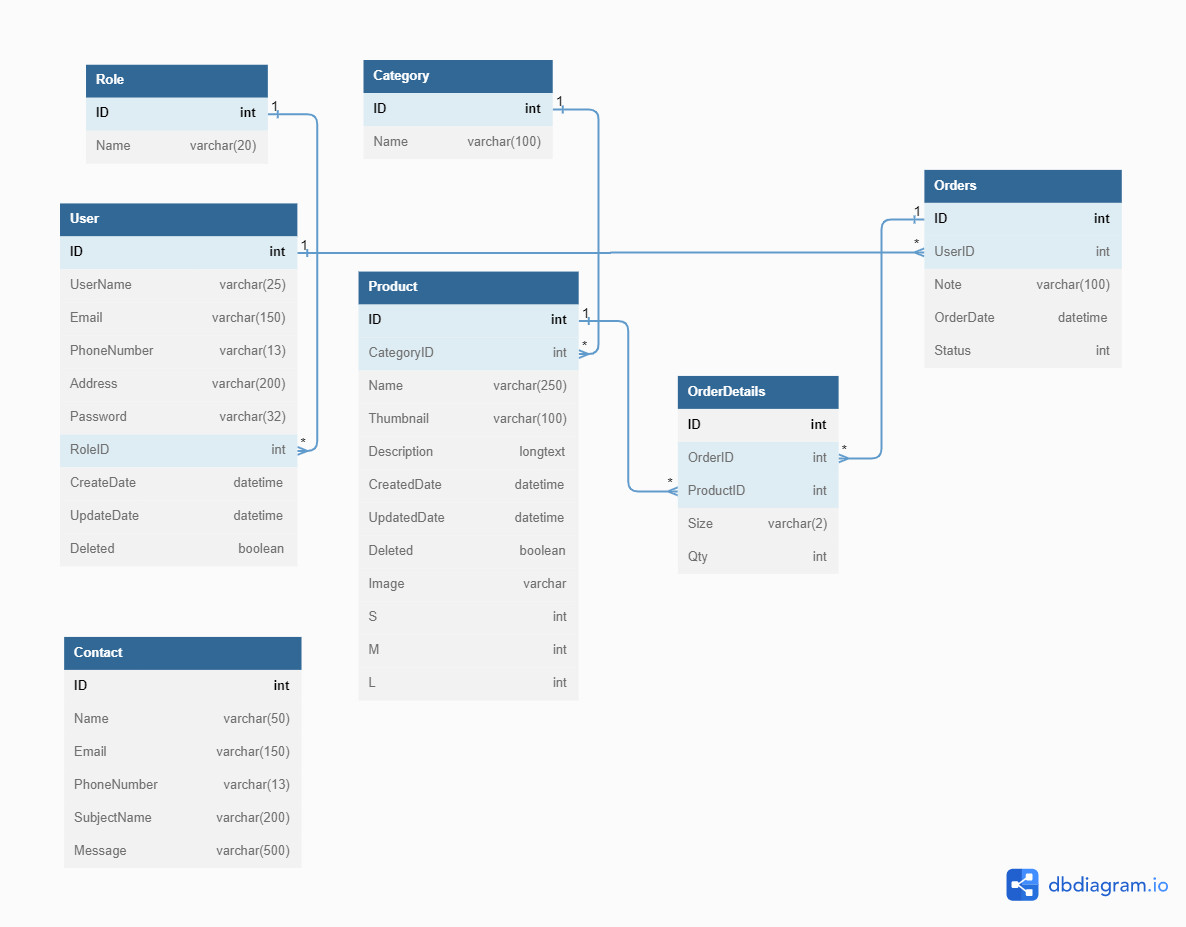 Role
ID int
Name varchar(20)
1
*
Category
ID int
Name varchar(100)
1
*
User
ID int
UserName varchar(25)
Email varchar(150)
PhoneNumber varchar(13)
Address varchar(200)
Password varchar(32)
RoleID int
CreateDate datetime
UpdateDate datetime
Deleted boolean
1
*
Product
ID int
CategoryID int
Name varchar(250)
Thumbnail varchar(100)
Description longtext
CreatedDate datetime
UpdatedDate datetime
Deleted boolean
Image varchar
S int
M int
L int
1
*
Orders
ID int
UserID int
Note varchar(100)
OrderDate datetime
Status int
1
*
OrderDetails
ID int
OrderID int
ProductID int
Size varchar(2)
Qty int
Contact
ID int
Name varchar(50)
Email varchar(150)
PhoneNumber varchar(13)
SubjectName varchar(200)
Message varchar(500)
dbdiagram.io